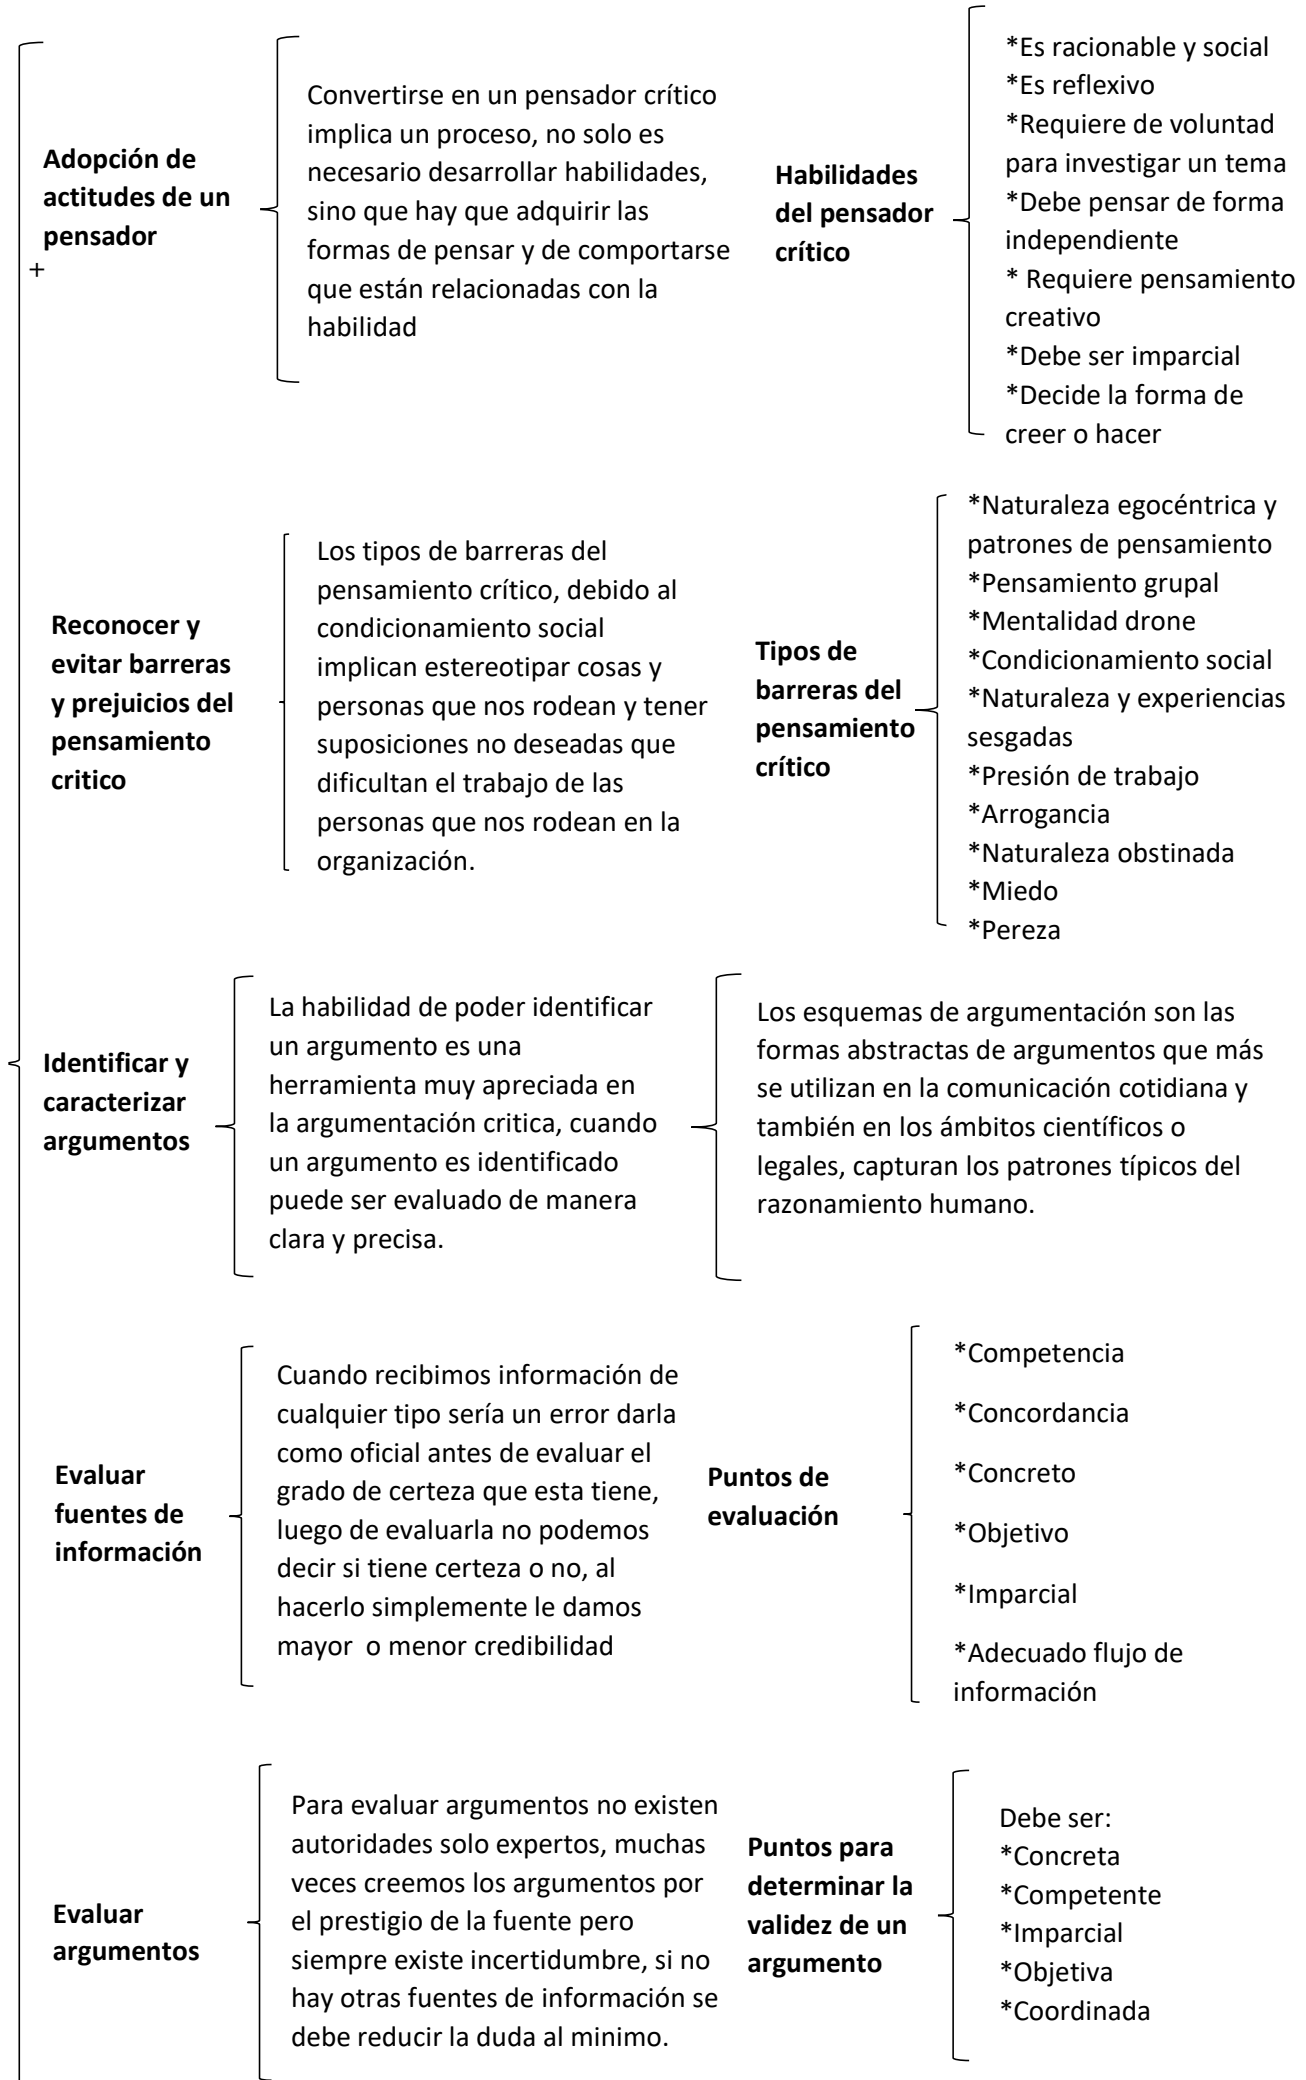 Adopción de
actitudes de un
pensador
+
Convertirse en un pensador crítico
implica un proceso, no solo es
necesario desarrollar habilidades,
sino que hay que adquirir las
formas de pensar y de comportarse
que están relacionadas con la
habilidad
Habilidades
del pensador
crítico
*Es racionable y social
*Es reflexivo
*Requiere de voluntad
para investigar un tema
*Debe pensar de forma
independiente
* Requiere pensamiento
creativo
*Debe ser imparcial
*Decide la forma de
creer o hacer
Reconocer y
evitar barreras
y prejuicios del
pensamiento
critico
Los tipos de barreras del
pensamiento crítico, debido al
condicionamiento social
implican estereotipar cosas y
personas que nos rodean y tener
suposiciones no deseadas que
dificultan el trabajo de las
personas que nos rodean en la
organización.
Tipos de
barreras del
pensamiento
crítico
*Naturaleza egocéntrica y
patrones de pensamiento
*Pensamiento grupal
*Mentalidad drone
*Condicionamiento social
*Naturaleza y experiencias
sesgadas
*Presión de trabajo
*Arrogancia
*Naturaleza obstinada
*Miedo
*Pereza
Identificar y
caracterizar
argumentos
La habilidad de poder identificar
un argumento es una
herramienta muy apreciada en
la argumentación critica, cuando
un argumento es identificado
puede ser evaluado de manera
clara y precisa.
Los esquemas de argumentación son las
formas abstractas de argumentos que más
se utilizan en la comunicación cotidiana y
también en los ámbitos científicos o
legales, capturan los patrones típicos del
razonamiento humano.
Evaluar
fuentes de
información
Cuando recibimos información de
cualquier tipo sería un error darla
como oficial antes de evaluar el
grado de certeza que esta tiene,
luego de evaluarla no podemos
decir si tiene certeza o no, al
hacerlo simplemente le damos
mayor  o menor credibilidad
Puntos de
evaluación
*Competencia
*Concordancia
*Concreto
*Objetivo
*Imparcial
*Adecuado flujo de
información
Evaluar
argumentos
Para evaluar argumentos no existen
autoridades solo expertos, muchas
veces creemos los argumentos por
el prestigio de la fuente pero
siempre existe incertidumbre, si no
hay otras fuentes de información se
debe reducir la duda al minimo.
Puntos para
determinar la
validez de un
argumento
Debe ser:
*Concreta
*Competente
*Imparcial
*Objetiva
*Coordinada